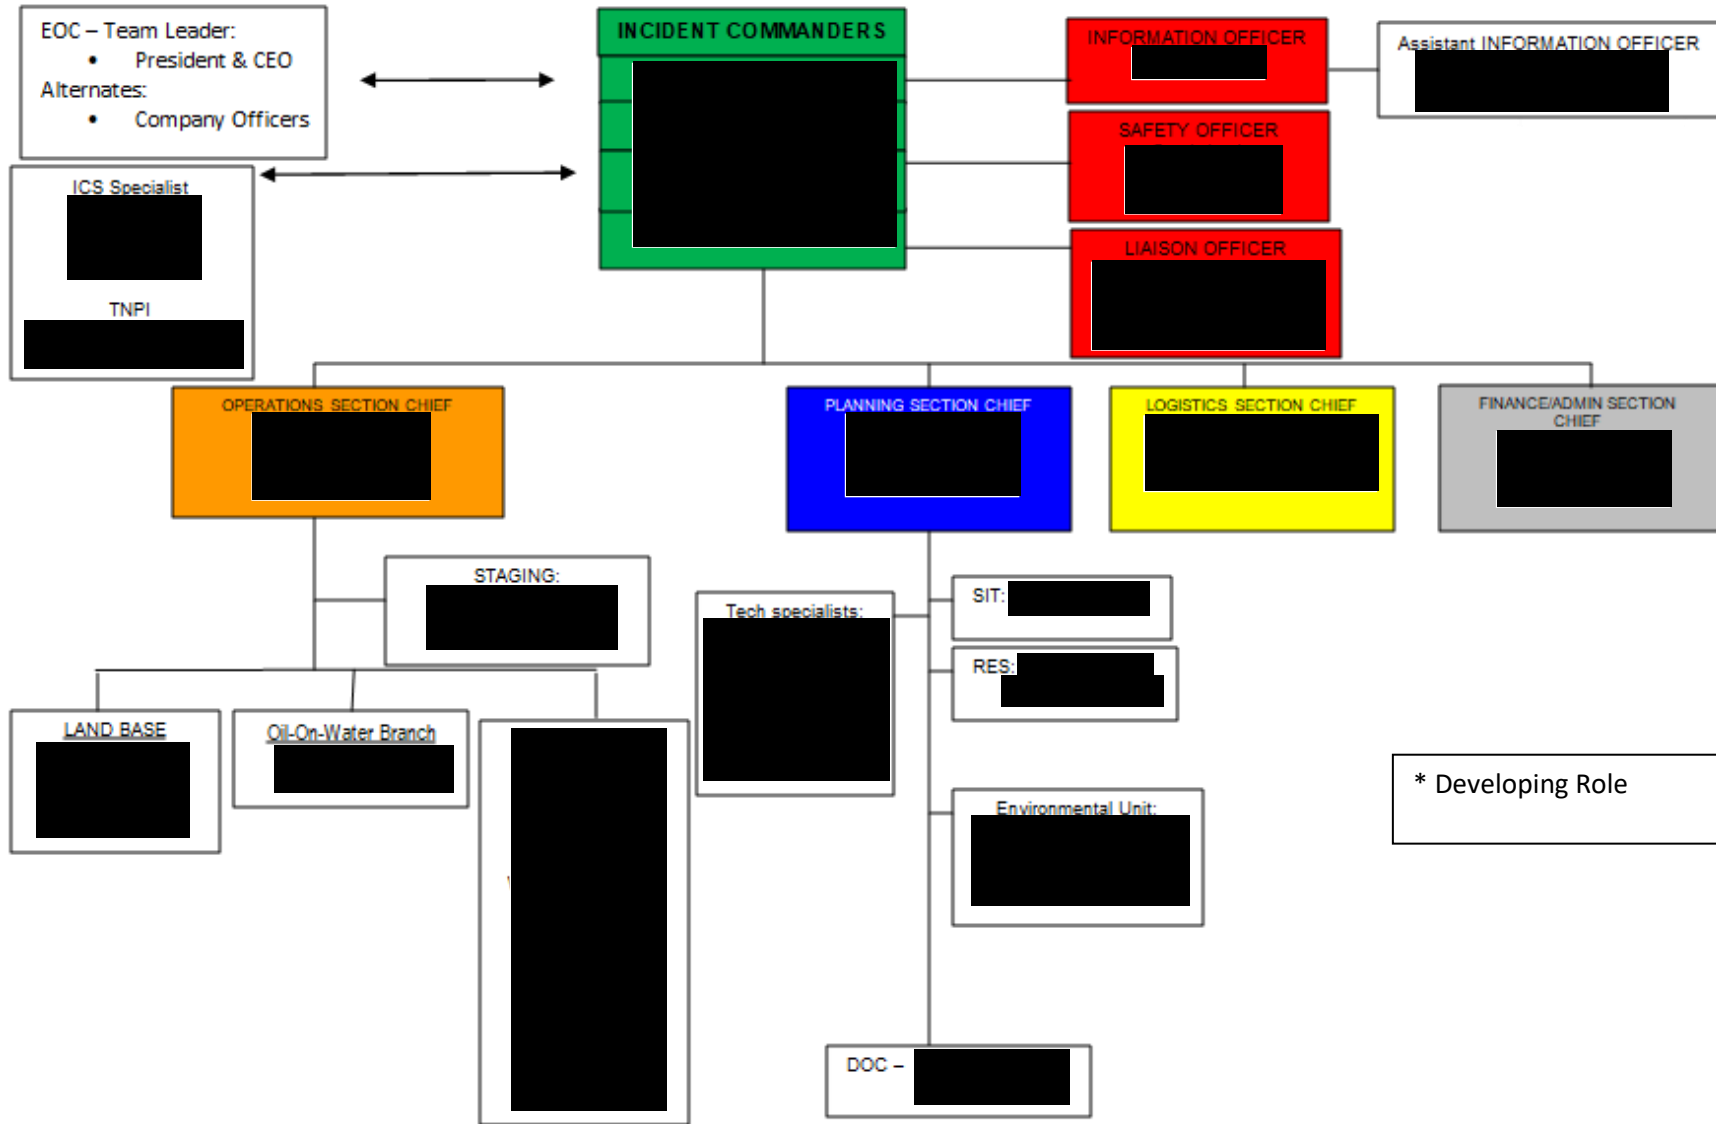 EOC – Team Leader:
• President & CEO
Alternates:
• Company Officers
INCIDENT COMMANDERS
INFORMATION OFFICER
Assistant INFORMATION OFFICER
SAFETY OFFICER
ICS Specialist
TNPI
LIAISON OFFICER
OPERATIONS SECTION CHIEF
PLANNING SECTION CHIEF
LOGISTICS SECTION CHIEF
FINANCE/ADMIN SECTION
CHIEF
STAGING:
Tech specialists:
SIT:
RES:
LAND BASE
Oil-On-Water Branch
* Developing Role
Environmental Unit:
DOC –